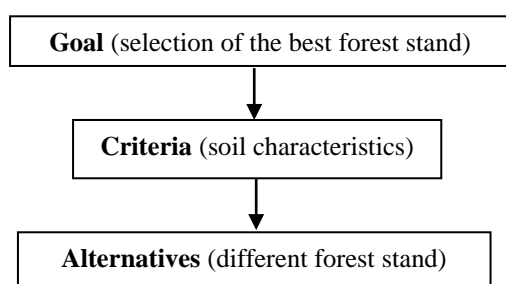 Goal (selection of the best forest stand)
Criteria (soil characteristics)
Alternatives (different forest stand)